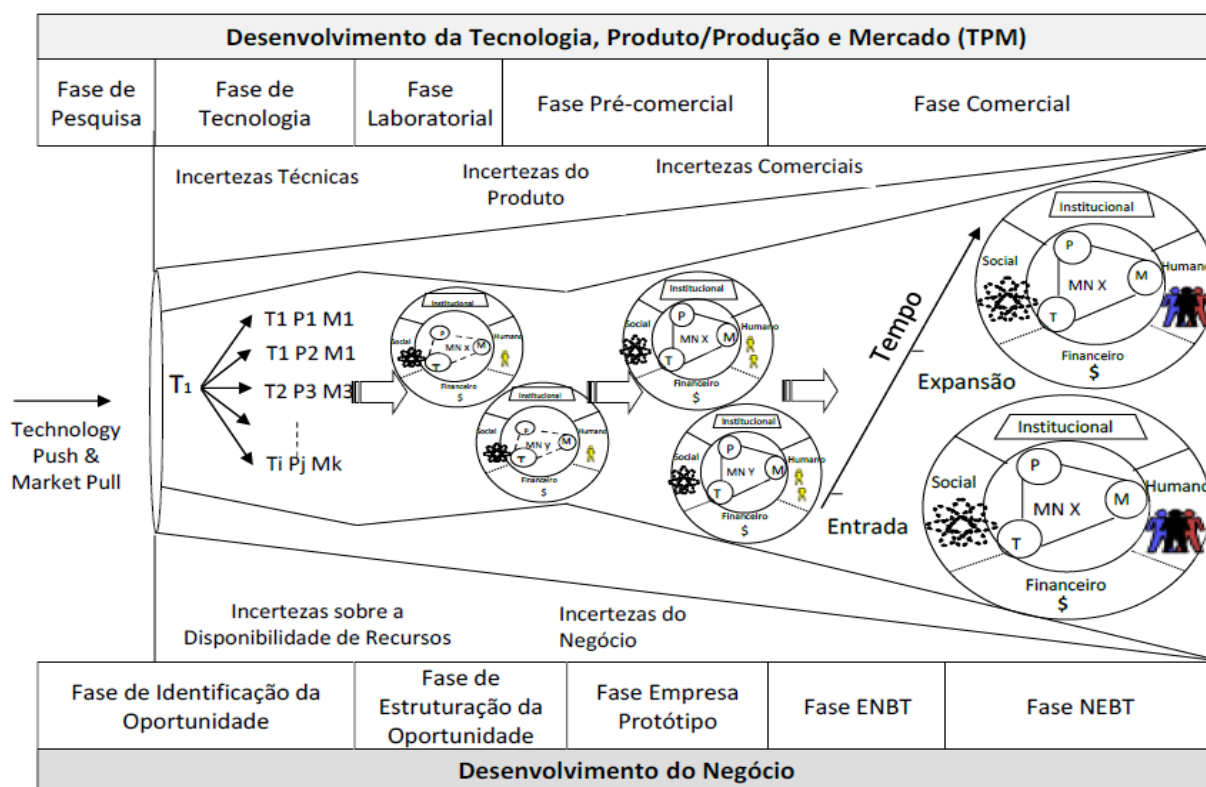 Desenvolvimento da Tecnologia, Produto/Produção e Mercado (TPM)
Fase de
Pesquisa
Fase de
Tecnologia
Fase
Laboratorial
Fase Pré-comercial
Fase Comercial
Incertezas Técnicas
Incertezas do
Produto
Incertezas Comerciais
Technology
Push &
Market Pull
T1
T1 P1 M1
T1 P2 M1
T2 P3 M3
Ti Pj Mk
Institucional
Social
Humano
P
MN X
M
T
Financeiro
$
Institucional
Social
Humano
P
MN Y
M
T
Financeiro
$
Institucional
Social
Humano
P
MN X
M
T
Financeiro
$
Institucional
Social
Humano
P
MN Y
M
T
Financeiro
$
Tempo
Expansão
Entrada
Institucional
Social
Humano
P
MN X
M
T
Financeiro
$
Institucional
Social
Humano
P
MN X
M
T
Financeiro
$
Incertezas sobre a
Disponibilidade de Recursos
Incertezas do
Negócio
Fase de Identificação da
Oportunidade
Fase de
Estruturação da
Oportunidade
Fase Empresa
Protótipo
Fase ENBT
Fase NEBT
Desenvolvimento do Negócio